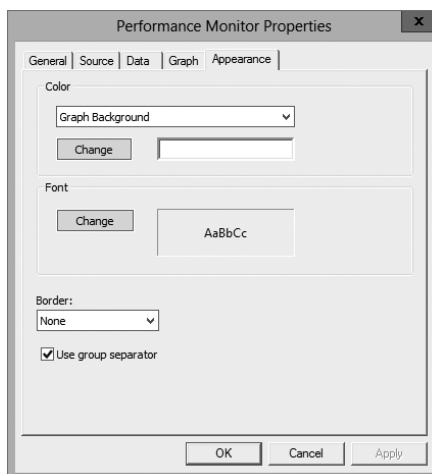 Performance Monitor Properties
x
General Source Data Graph Appearance
Color
Graph Background
Change
Font
Change
AaBbCc
Border:
None
Use group separator
OK Cancel Apply